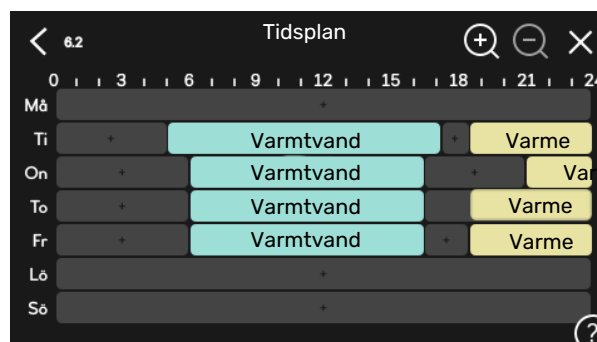 6.2 Tidsplan
0 3 6 9 12 15 18 21 24
Må +
Ti + Varmtvand + Varme
On + Varmtvand + Var
To + Varmtvand Varme
Fr + Varmtvand + Varme
Lö +
Sö +
?